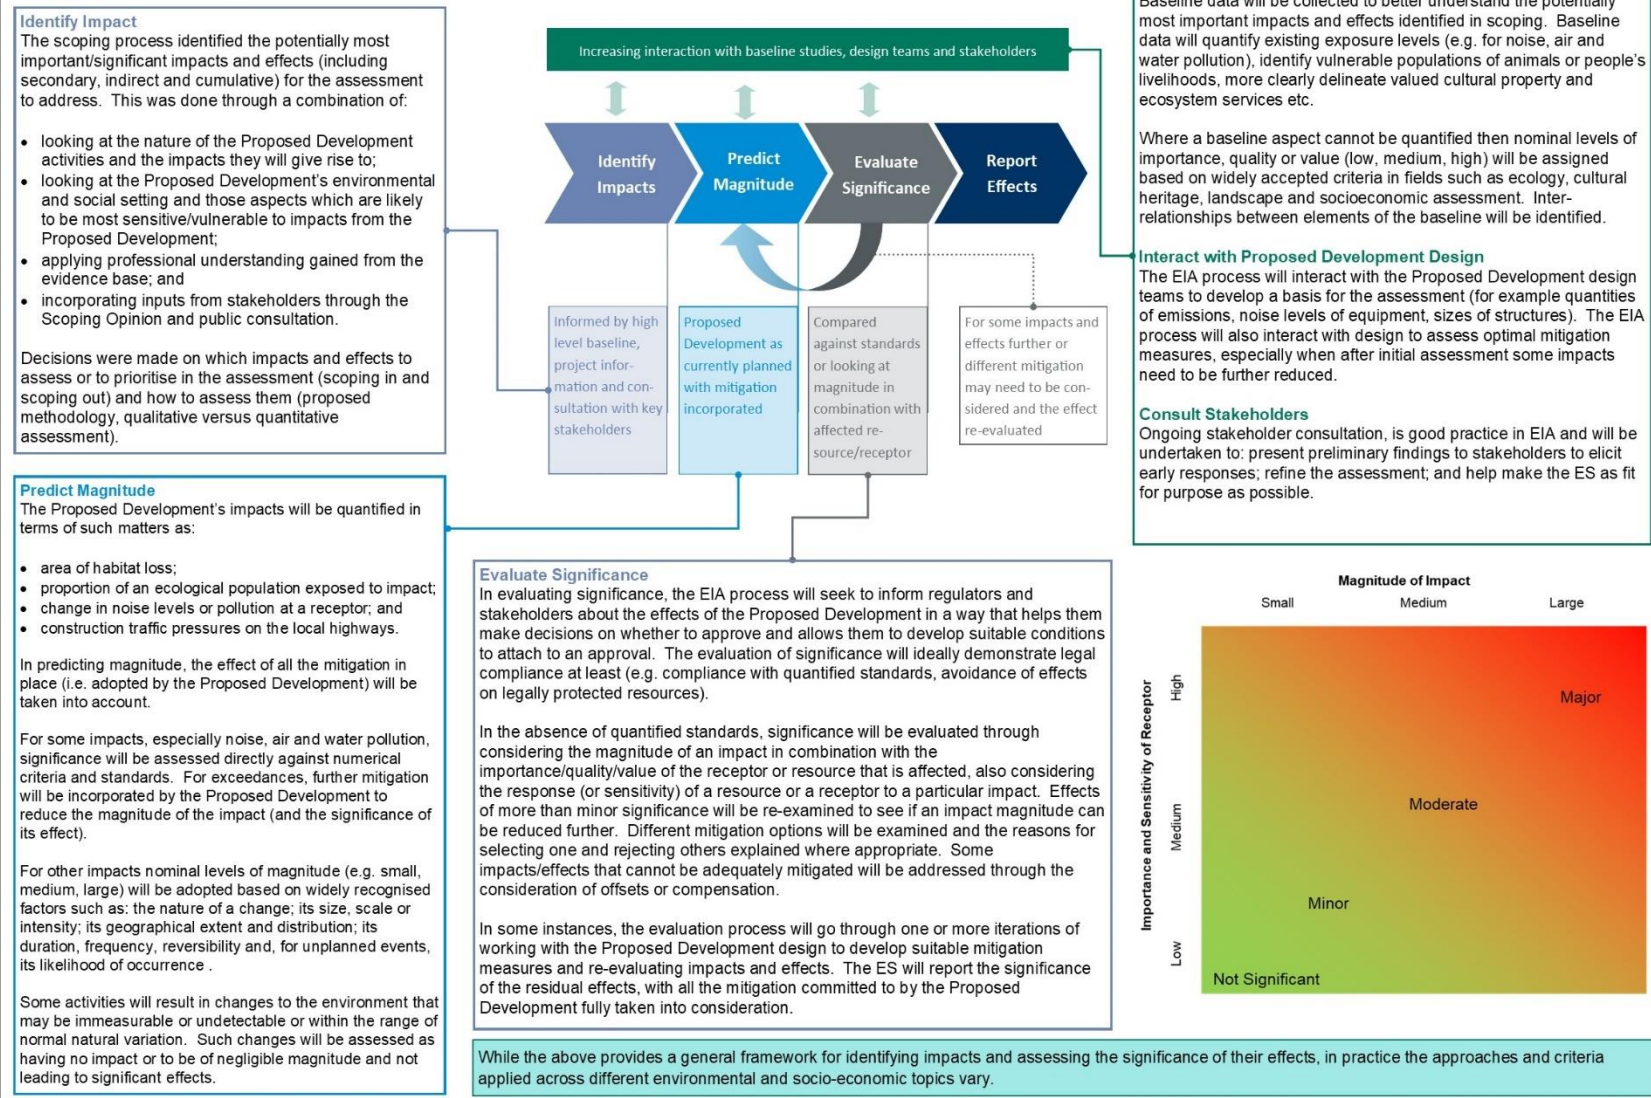 Identify Impact
The scoping process identified the potentially most
important/significant impacts and effects (including
secondary, indirect and cumulative) for the assessment
to address. This was done through a combination of:
• looking at the nature of the Proposed Development
activities and the impacts they will give rise to;
• looking at the Proposed Development's environmental
and social setting and those aspects which are likely
to be most sensitive/vulnerable to impacts from the
Proposed Development;
• applying professional understanding gained from the
evidence base; and
• incorporating inputs from stakeholders through the
Scoping Opinion and public consultation.
Decisions were made on which impacts and effects to
assess or to prioritise in the assessment (scoping in and
scoping out) and how to assess them (proposed
methodology, qualitative versus quantitative
assessment).
Predict Magnitude
The Proposed Development's impacts will be quantified in
terms of such matters as:
• area of habitat loss;
• proportion of an ecological population exposed to impact;
• change in noise levels or pollution at a receptor; and
• construction traffic pressures on the local highways.
In predicting magnitude, the effect of all the mitigation in
place (i.e. adopted by the Proposed Development) will be
taken into account.
For some impacts, especially noise, air and water pollution,
significance will be assessed directly against numerical
criteria and standards. For exceedances, further mitigation
will be incorporated by the Proposed Development to
reduce the magnitude of the impact (and the significance of
its effect).
For other impacts nominal levels of magnitude (e.g. small,
medium, large) will be adopted based on widely recognised
factors such as: the nature of a change; its size, scale or
intensity; its geographical extent and distribution; its
duration, frequency, reversibility and, for unplanned events,
its likelihood of occurrence .
Some activities will result in changes to the environment that
may be immeasurable or undetectable or within the range of
normal natural variation. Such changes will be assessed as
having no impact or to be of negligible magnitude and not
leading to significant effects.
Increasing interaction with baseline studies, design teams and stakeholders
Identify
Impacts
Predict
Magnitude
Evaluate
Significance
Report
Effects
Informed by high
level baseline,
project infor-
mation and con-
sultation with key
stakeholders
Proposed
Development as
currently planned
with mitigation
incorporated
Compared
against standards
or looking at
magnitude in
combination with
affected re-
source/receptor
For some impacts and
effects further or
different mitigation
may need to be con-
sidered and the effect
re-evaluated
Evaluate Significance
In evaluating significance, the EIA process will seek to inform regulators and
stakeholders about the effects of the Proposed Development in a way that helps them
make decisions on whether to approve and allows them to develop suitable conditions
to attach to an approval. The evaluation of significance will ideally demonstrate legal
compliance at least (e.g. compliance with quantified standards, avoidance of effects
on legally protected resources).
In the absence of quantified standards, significance will be evaluated through
considering the magnitude of an impact in combination with the
importance/quality/value of the receptor or resource that is affected, also considering
the response (or sensitivity) of a resource or a receptor to a particular impact. Effects
of more than minor significance will be re-examined to see if an impact magnitude can
be reduced further. Different mitigation options will be examined and the reasons for
selecting one and rejecting others explained where appropriate. Some
impacts/effects that cannot be adequately mitigated will be addressed through the
consideration of offsets or compensation.
In some instances, the evaluation process will go through one or more iterations of
working with the Proposed Development design to develop suitable mitigation
measures and re-evaluating impacts and effects. The ES will report the significance
of the residual effects, with all the mitigation committed to by the Proposed
Development fully taken into consideration.
Baseline data will be collected to better understand the potentially
most important impacts and effects identified in scoping. Baseline
data will quantify existing exposure levels (e.g. for noise, air and
water pollution), identify vulnerable populations of animals or people's
livelihoods, more clearly delineate valued cultural property and
ecosystem services etc.
Where a baseline aspect cannot be quantified then nominal levels of
importance, quality or value (low, medium, high) will be assigned
based on widely accepted criteria in fields such as ecology, cultural
heritage, landscape and socioeconomic assessment. Inter-
relationships between elements of the baseline will be identified.
Interact with Proposed Development Design
The EIA process will interact with the Proposed Development design
teams to develop a basis for the assessment (for example quantities
of emissions, noise levels of equipment, sizes of structures). The EIA
process will also interact with design to assess optimal mitigation
measures, especially when after initial assessment some impacts
need to be further reduced.
Consult Stakeholders
Ongoing stakeholder consultation, is good practice in EIA and will be
undertaken to: present preliminary findings to stakeholders to elicit
early responses; refine the assessment; and help make the ES as fit
for purpose as possible.
Magnitude of Impact
Small Medium Large
Importance and Sensitivity of Receptor
High
Medium
Low
Major
Moderate
Minor
Not Significant
While the above provides a general framework for identifying impacts and assessing the significance of their effects, in practice the approaches and criteria
applied across different environmental and socio-economic topics vary.